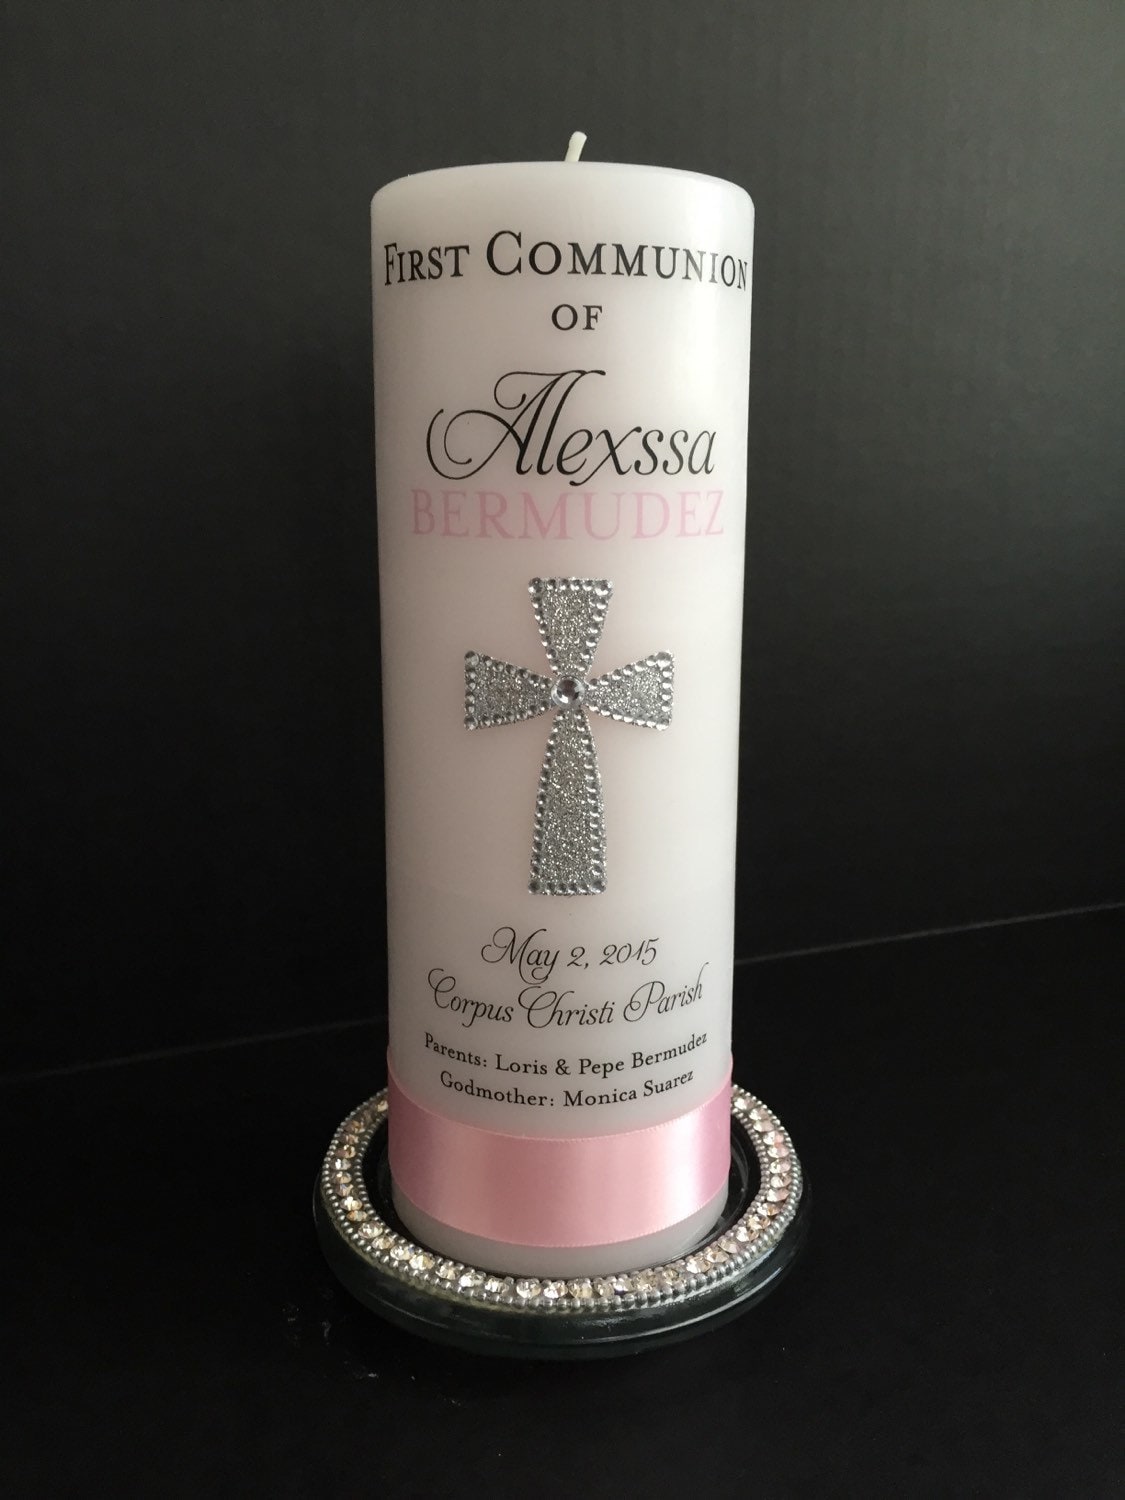 First Communion
of
Alexssa
BERMUDEZ
May 2, 2015
Corpus Christi Parish
Parents: Loris & Pepe Bermudez
Godmother: Monica Suarez